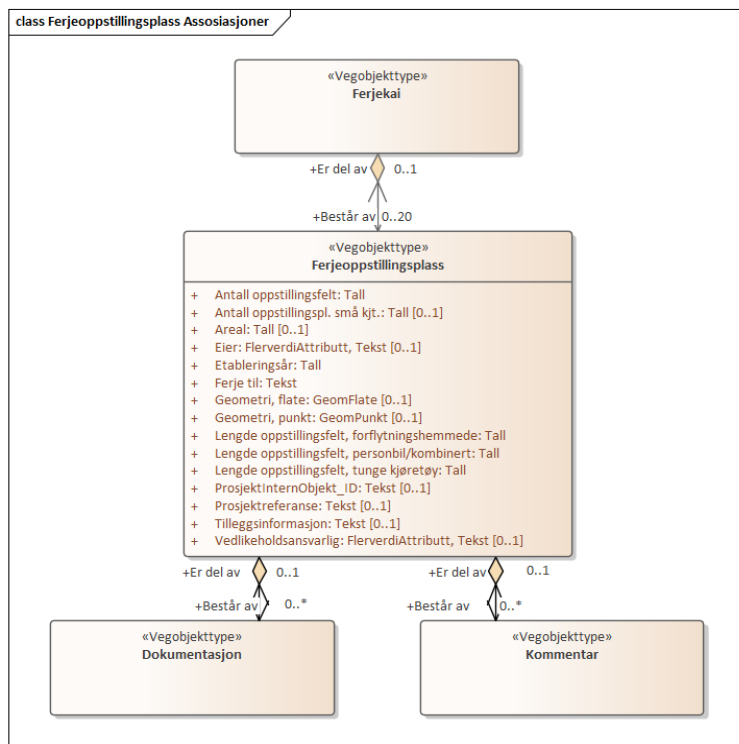 class Ferjeoppstillingsplass Assosiasjoner
«Vegobjekttype»
Ferjekai
+Er del av 0..1
+Består av 0..20
«Vegobjekttype»
Ferjeoppstillingsplass
+ Antall oppstillingsfelt: Tall
+ Antall oppstillingspl. små kjt.: Tall [0..1]
+ Areal: Tall [0..1]
+ Eier: FlerverdiAttributt, Tekst [0..1]
+ Etableringsår: Tall
+ Ferje til: Tekst
+ Geometri, flate: GeomFlate [0..1]
+ Geometri, punkt: GeomPunkt [0..1]
+ Lengde oppstillingsfelt, forflytningshemmede: Tall
+ Lengde oppstillingsfelt, personbil/kombinert: Tall
+ Lengde oppstillingsfelt, tunge kjøretøy: Tall
+ ProsjektInternObjekt_ID: Tekst [0..1]
+ Prosjektreferanse: Tekst [0..1]
+ Tilleggsinformasjon: Tekst [0..1]
+ Vedlikeholdsansvarlig: FlerverdiAttributt, Tekst [0..1]
+Er del av 0..1
+Består av 0..*
«Vegobjekttype»
Dokumentasjon
+Er del av 0..1
+Består av 0..*
«Vegobjekttype»
Kommentar